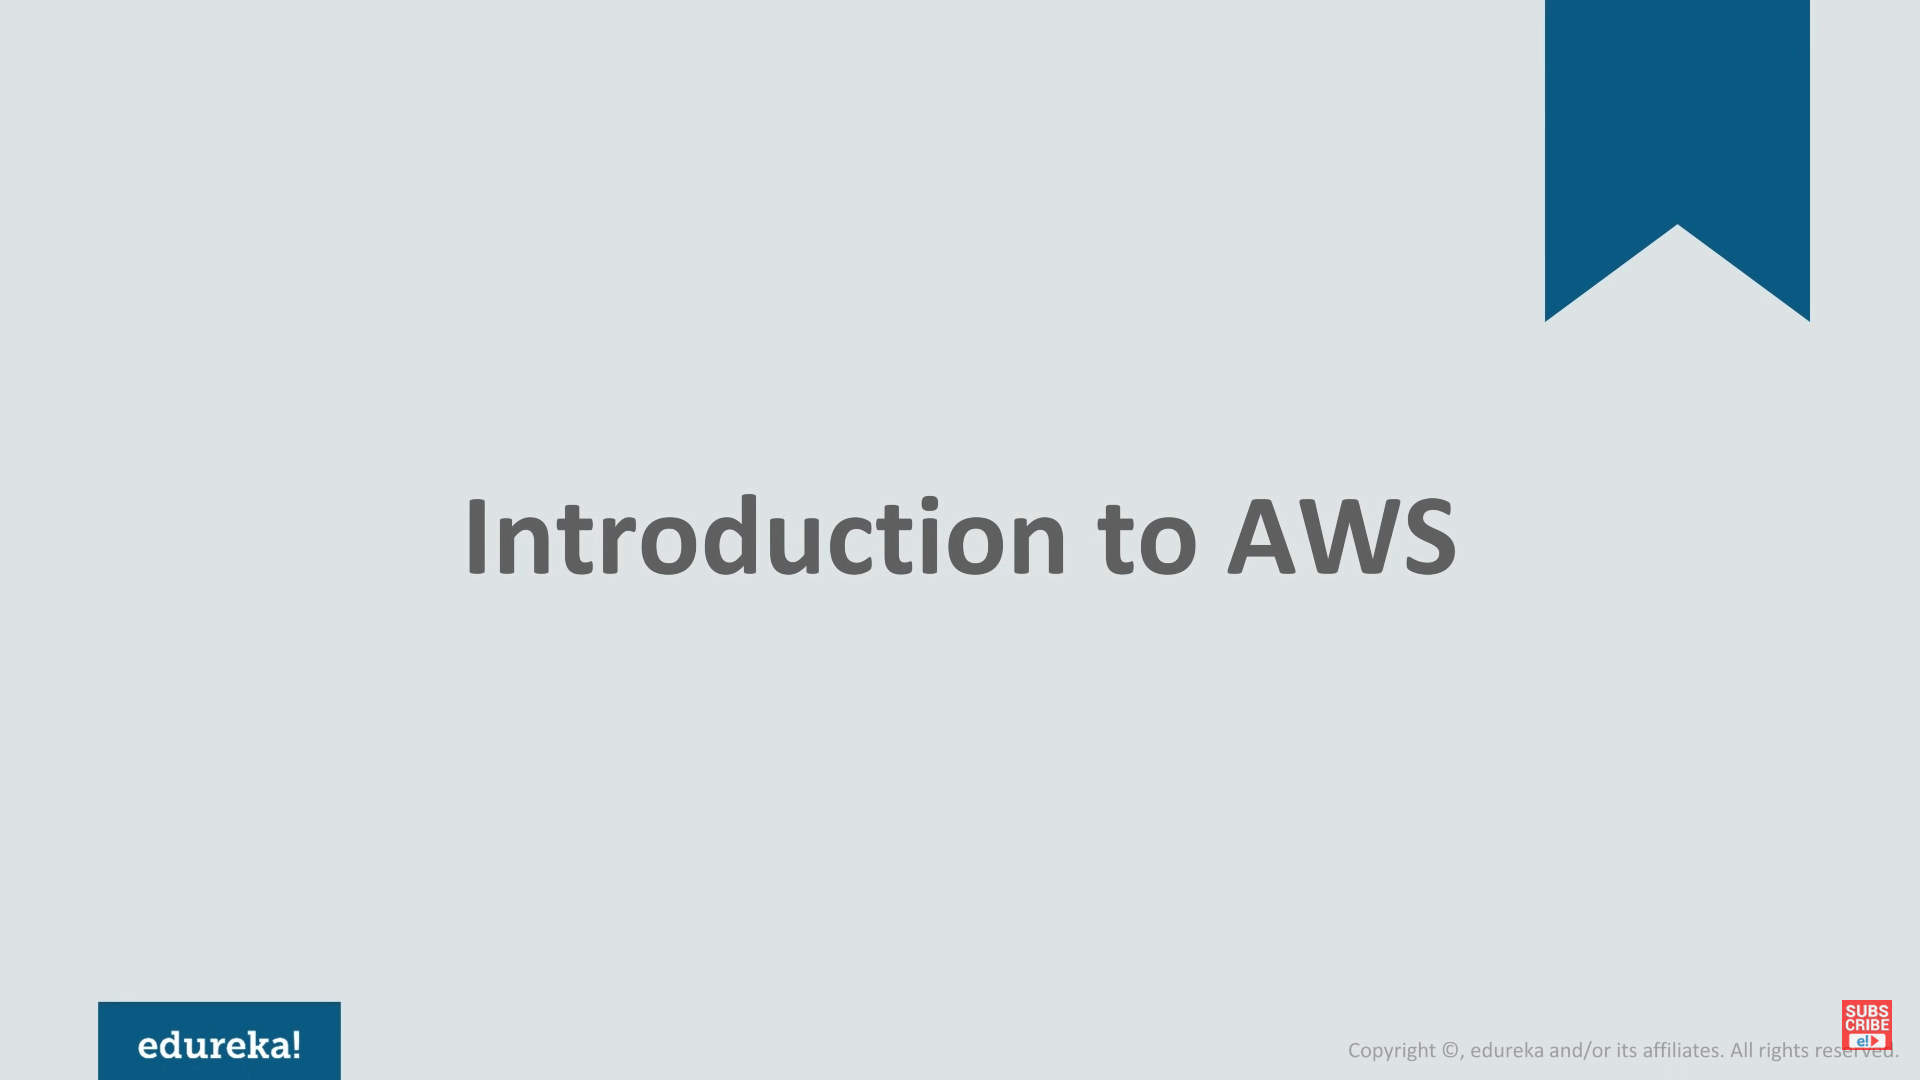 Introduction to AWS
edureka!
SUBS
CRIBE
e!
Copyright ©, edureka and/or its affiliates. All rights reserved.